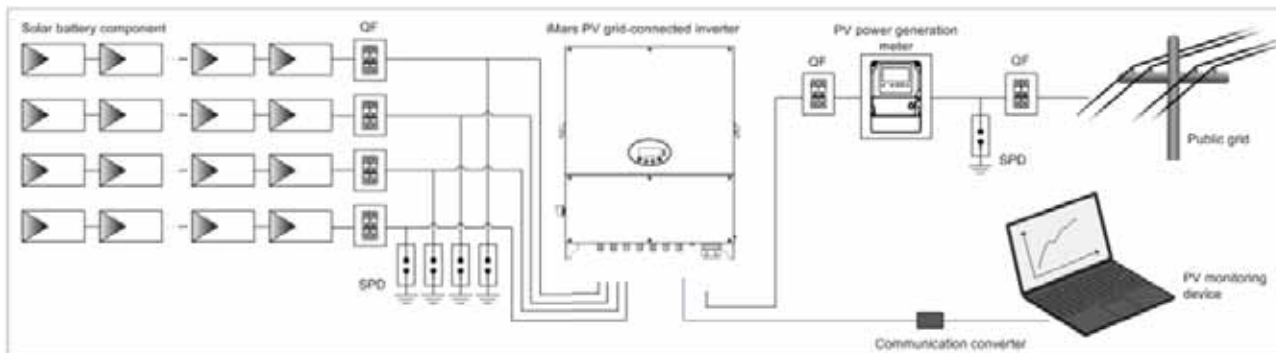 Solar battery component
QF
iMars PV grid-connected inverter
PV power generation
meter
QF
QF
Public grid
SPD
SPD
PV monitoring
device
Communication converter